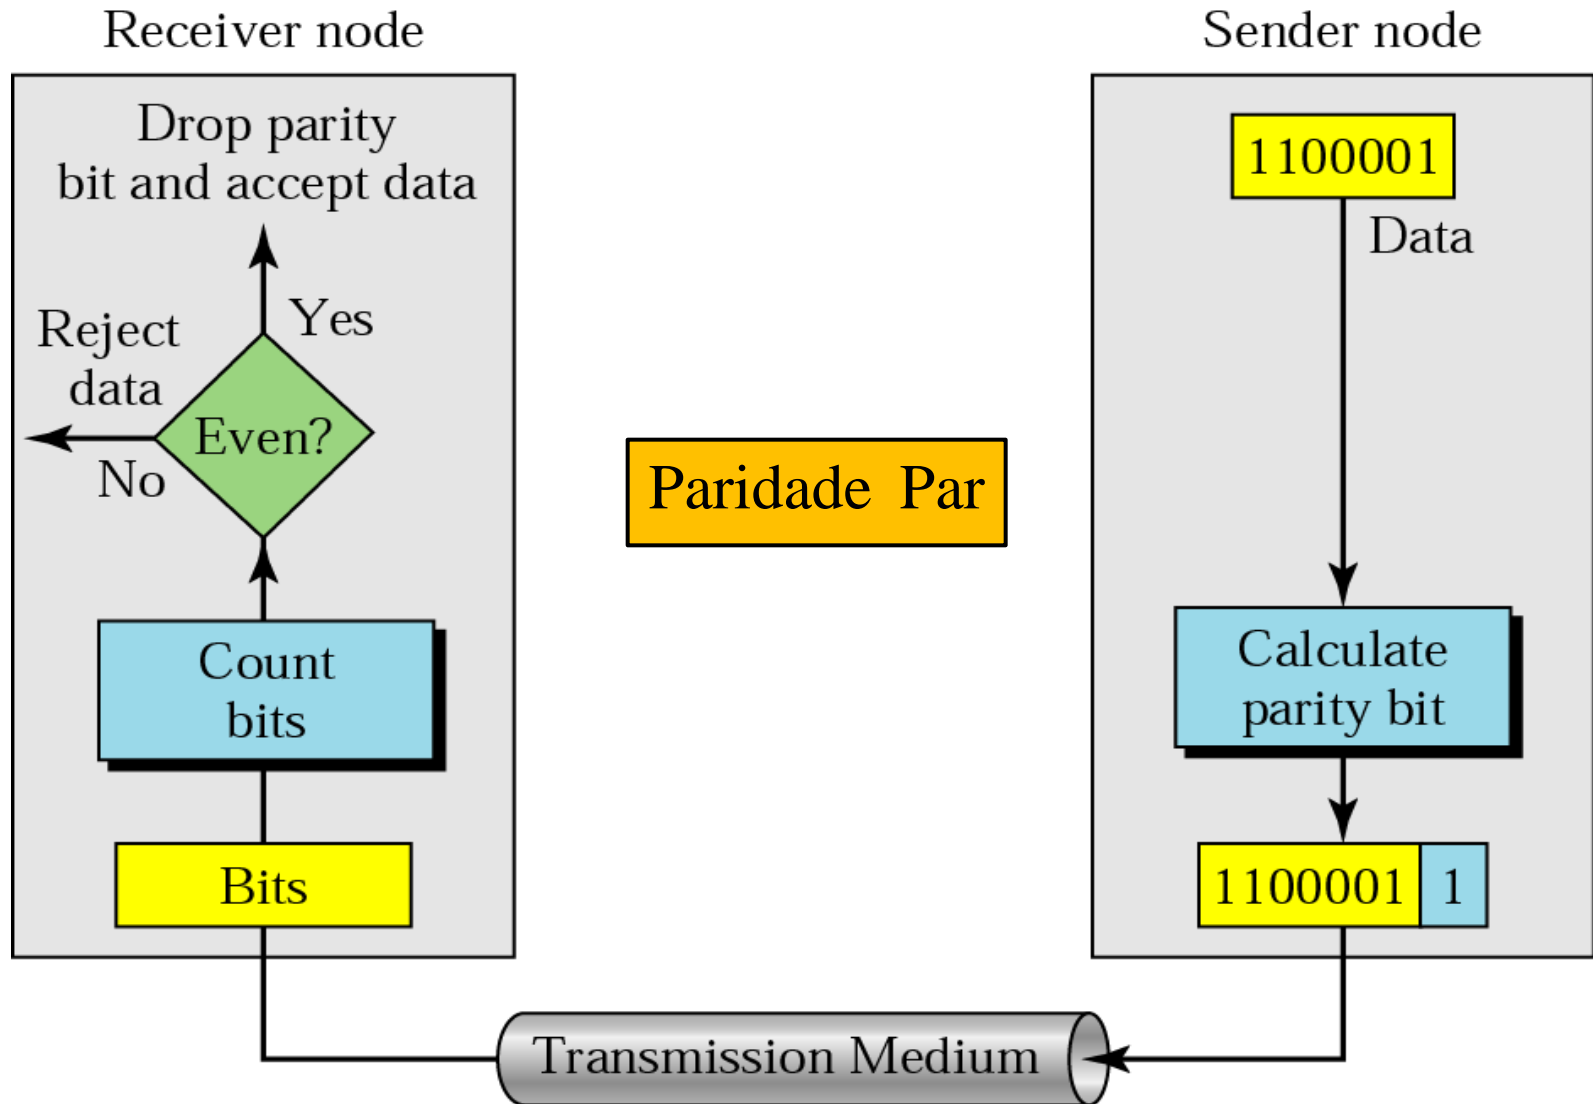 Receiver node
Drop parity
bit and accept data
Yes
Reject
data
Even?
No
Count
bits
Bits
Paridade Par
Sender node
1100001
Data
Calculate
parity bit
1100001 1
Transmission Medium